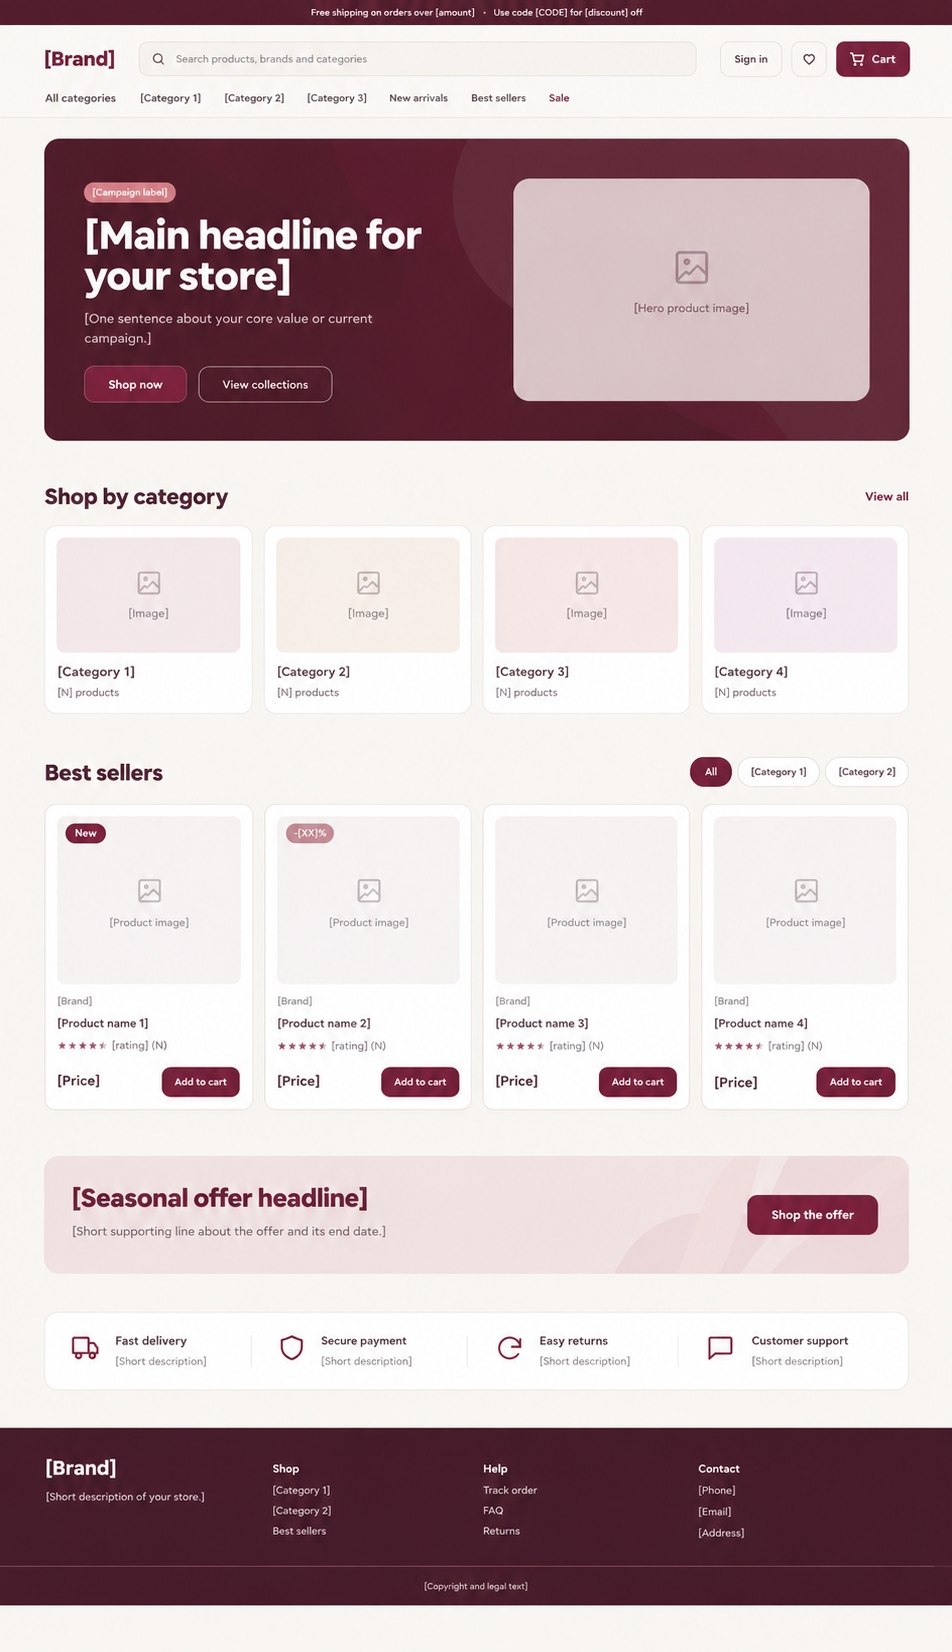 Free shipping on orders over [amount] • Use code [CODE] for [discount] off
[Brand]
Search products, brands and categories
Sign in
Cart
All categories
[Category 1]
[Category 2]
[Category 3]
New arrivals
Best sellers
Sale
[Campaign label]
[Main headline for
your store]
[One sentence about your core value or current
campaign.]
Shop now
View collections
[Hero product image]
Shop by category
View all
[Image]
[Category 1]
[N] products
[Image]
[Category 2]
[N] products
[Image]
[Category 3]
[N] products
[Image]
[Category 4]
[N] products
Best sellers
All
[Category 1]
[Category 2]
New
[Product image]
[Brand]
[Product name 1]
[rating] (N)
[Price]
Add to cart
-[XX]%
[Product image]
[Brand]
[Product name 2]
[rating] (N)
[Price]
Add to cart
[Product image]
[Brand]
[Product name 3]
[rating] (N)
[Price]
Add to cart
[Product image]
[Brand]
[Product name 4]
[rating] (N)
[Price]
Add to cart
[Seasonal offer headline]
[Short supporting line about the offer and its end date.]
Shop the offer
Fast delivery
[Short description]
Secure payment
[Short description]
Easy returns
[Short description]
Customer support
[Short description]
[Brand]
[Short description of your store.]
Shop
[Category 1]
[Category 2]
Best sellers
Help
Track order
FAQ
Returns
Contact
[Phone]
[Email]
[Address]
[Copyright and legal text]